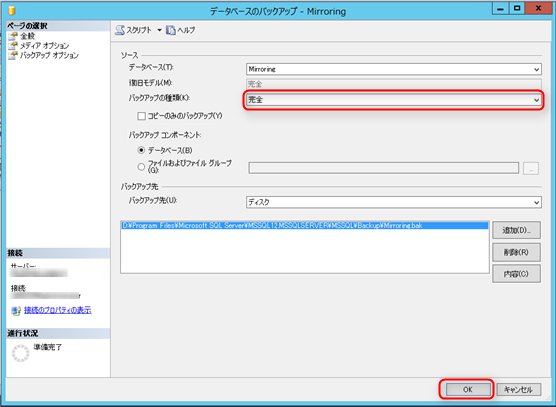 データベースのバックアップ - Mirroring
ページの選択
全般
メディア オプション
バックアップ オプション
スクリプト
ヘルプ
ソース
データベース(T):
Mirroring
復旧モデル(M):
完全
バックアップの種類(K):
完全
コピーのみのバックアップ(Y)
バックアップ コンポーネント:
データベース(B)
ファイルおよびファイル グループ
(G):
...
バックアップ先
バックアップ先(U):
ディスク
D:¥Program Files¥Microsoft SQL Server¥MSSQL12.MSSQLSERVER¥MSSQL¥Backup¥Mirroring.bak
追加(D)...
削除(R)
内容(C)
接続
サーバー:
接続:
接続のプロパティの表示
進行状況
準備完了
OK
キャンセル